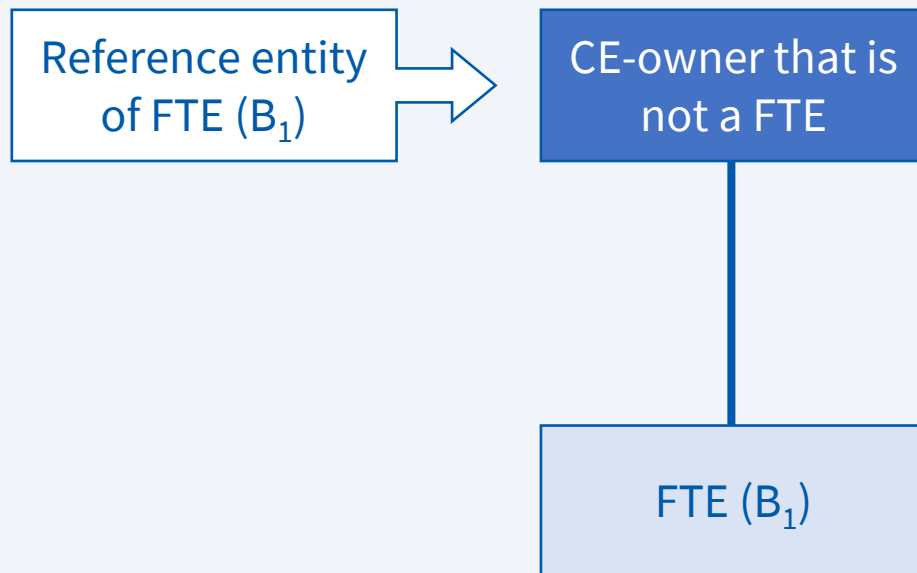 Reference entity
of FTE (B₁)
CE-owner that is
not a FTE
FTE (B₁)